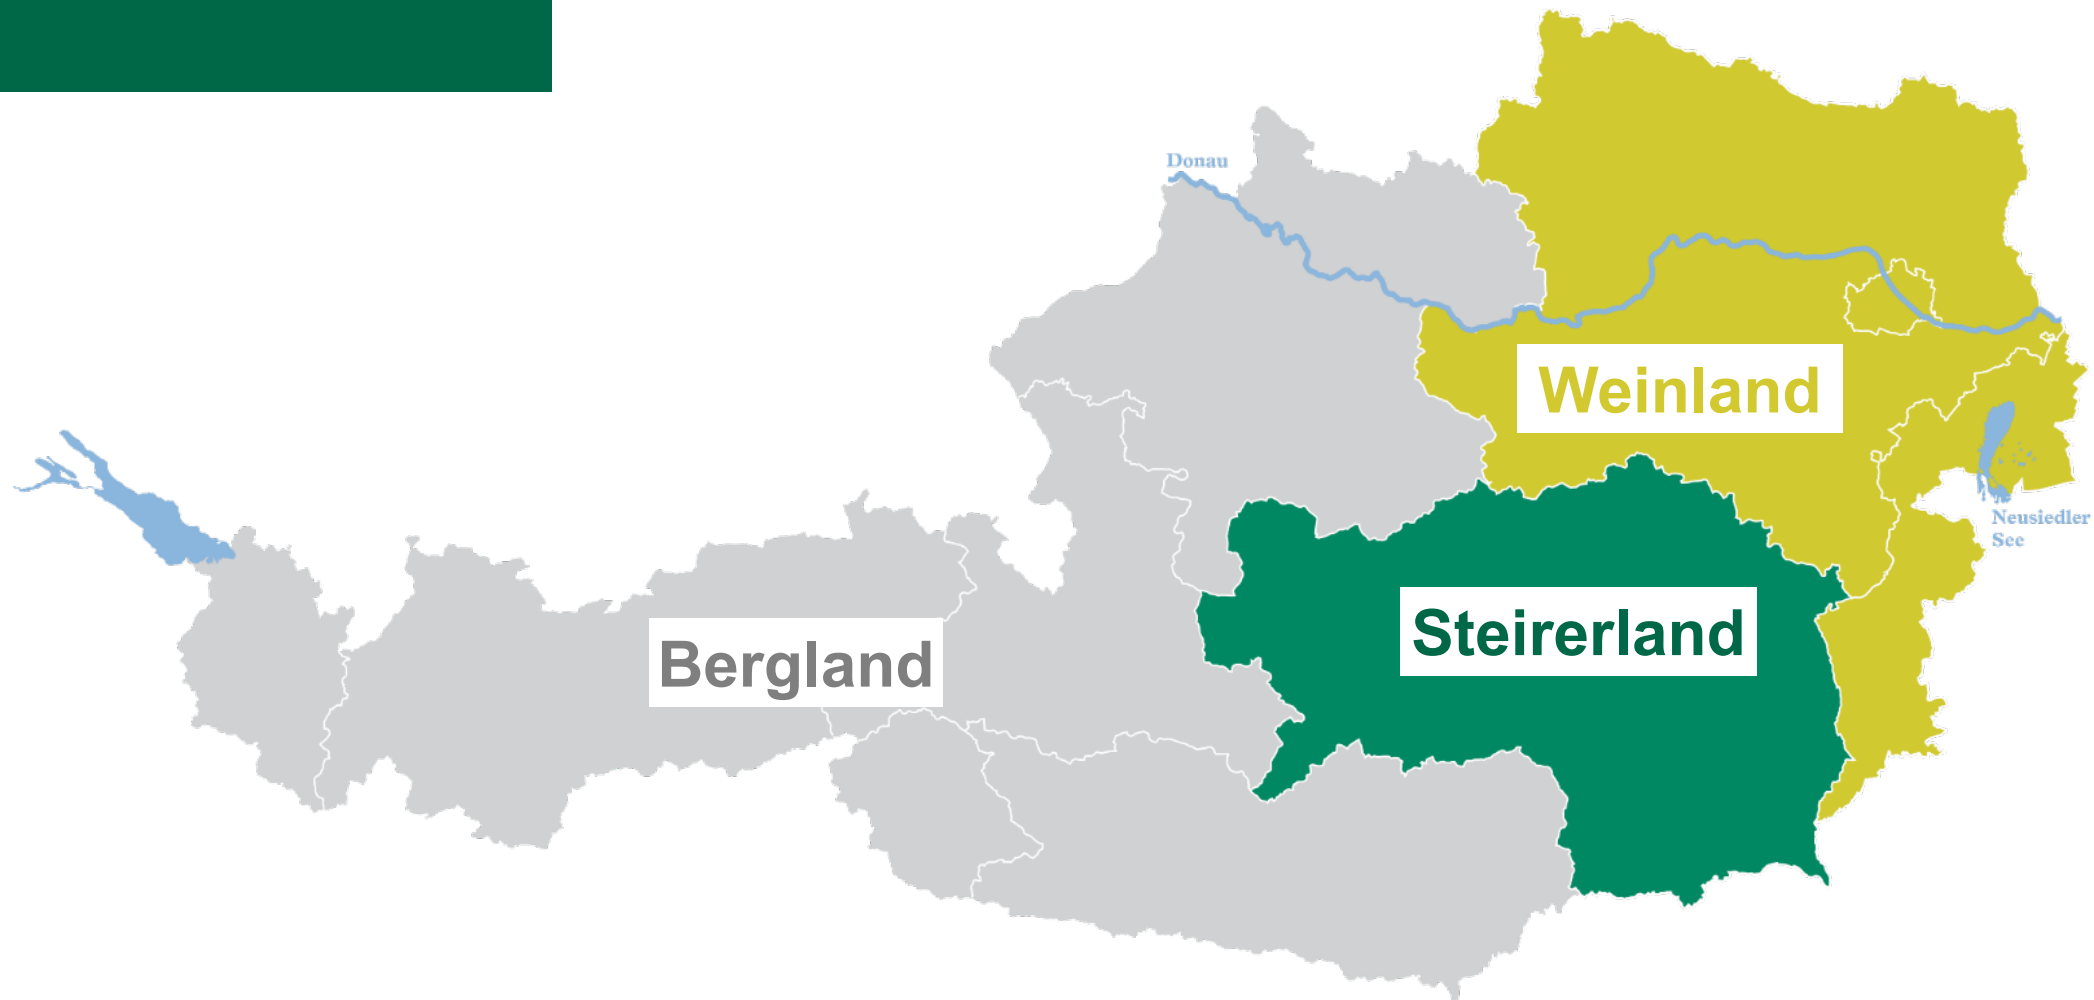 Donau
Weinland
Neusiedler
See
Steirerland
Bergland